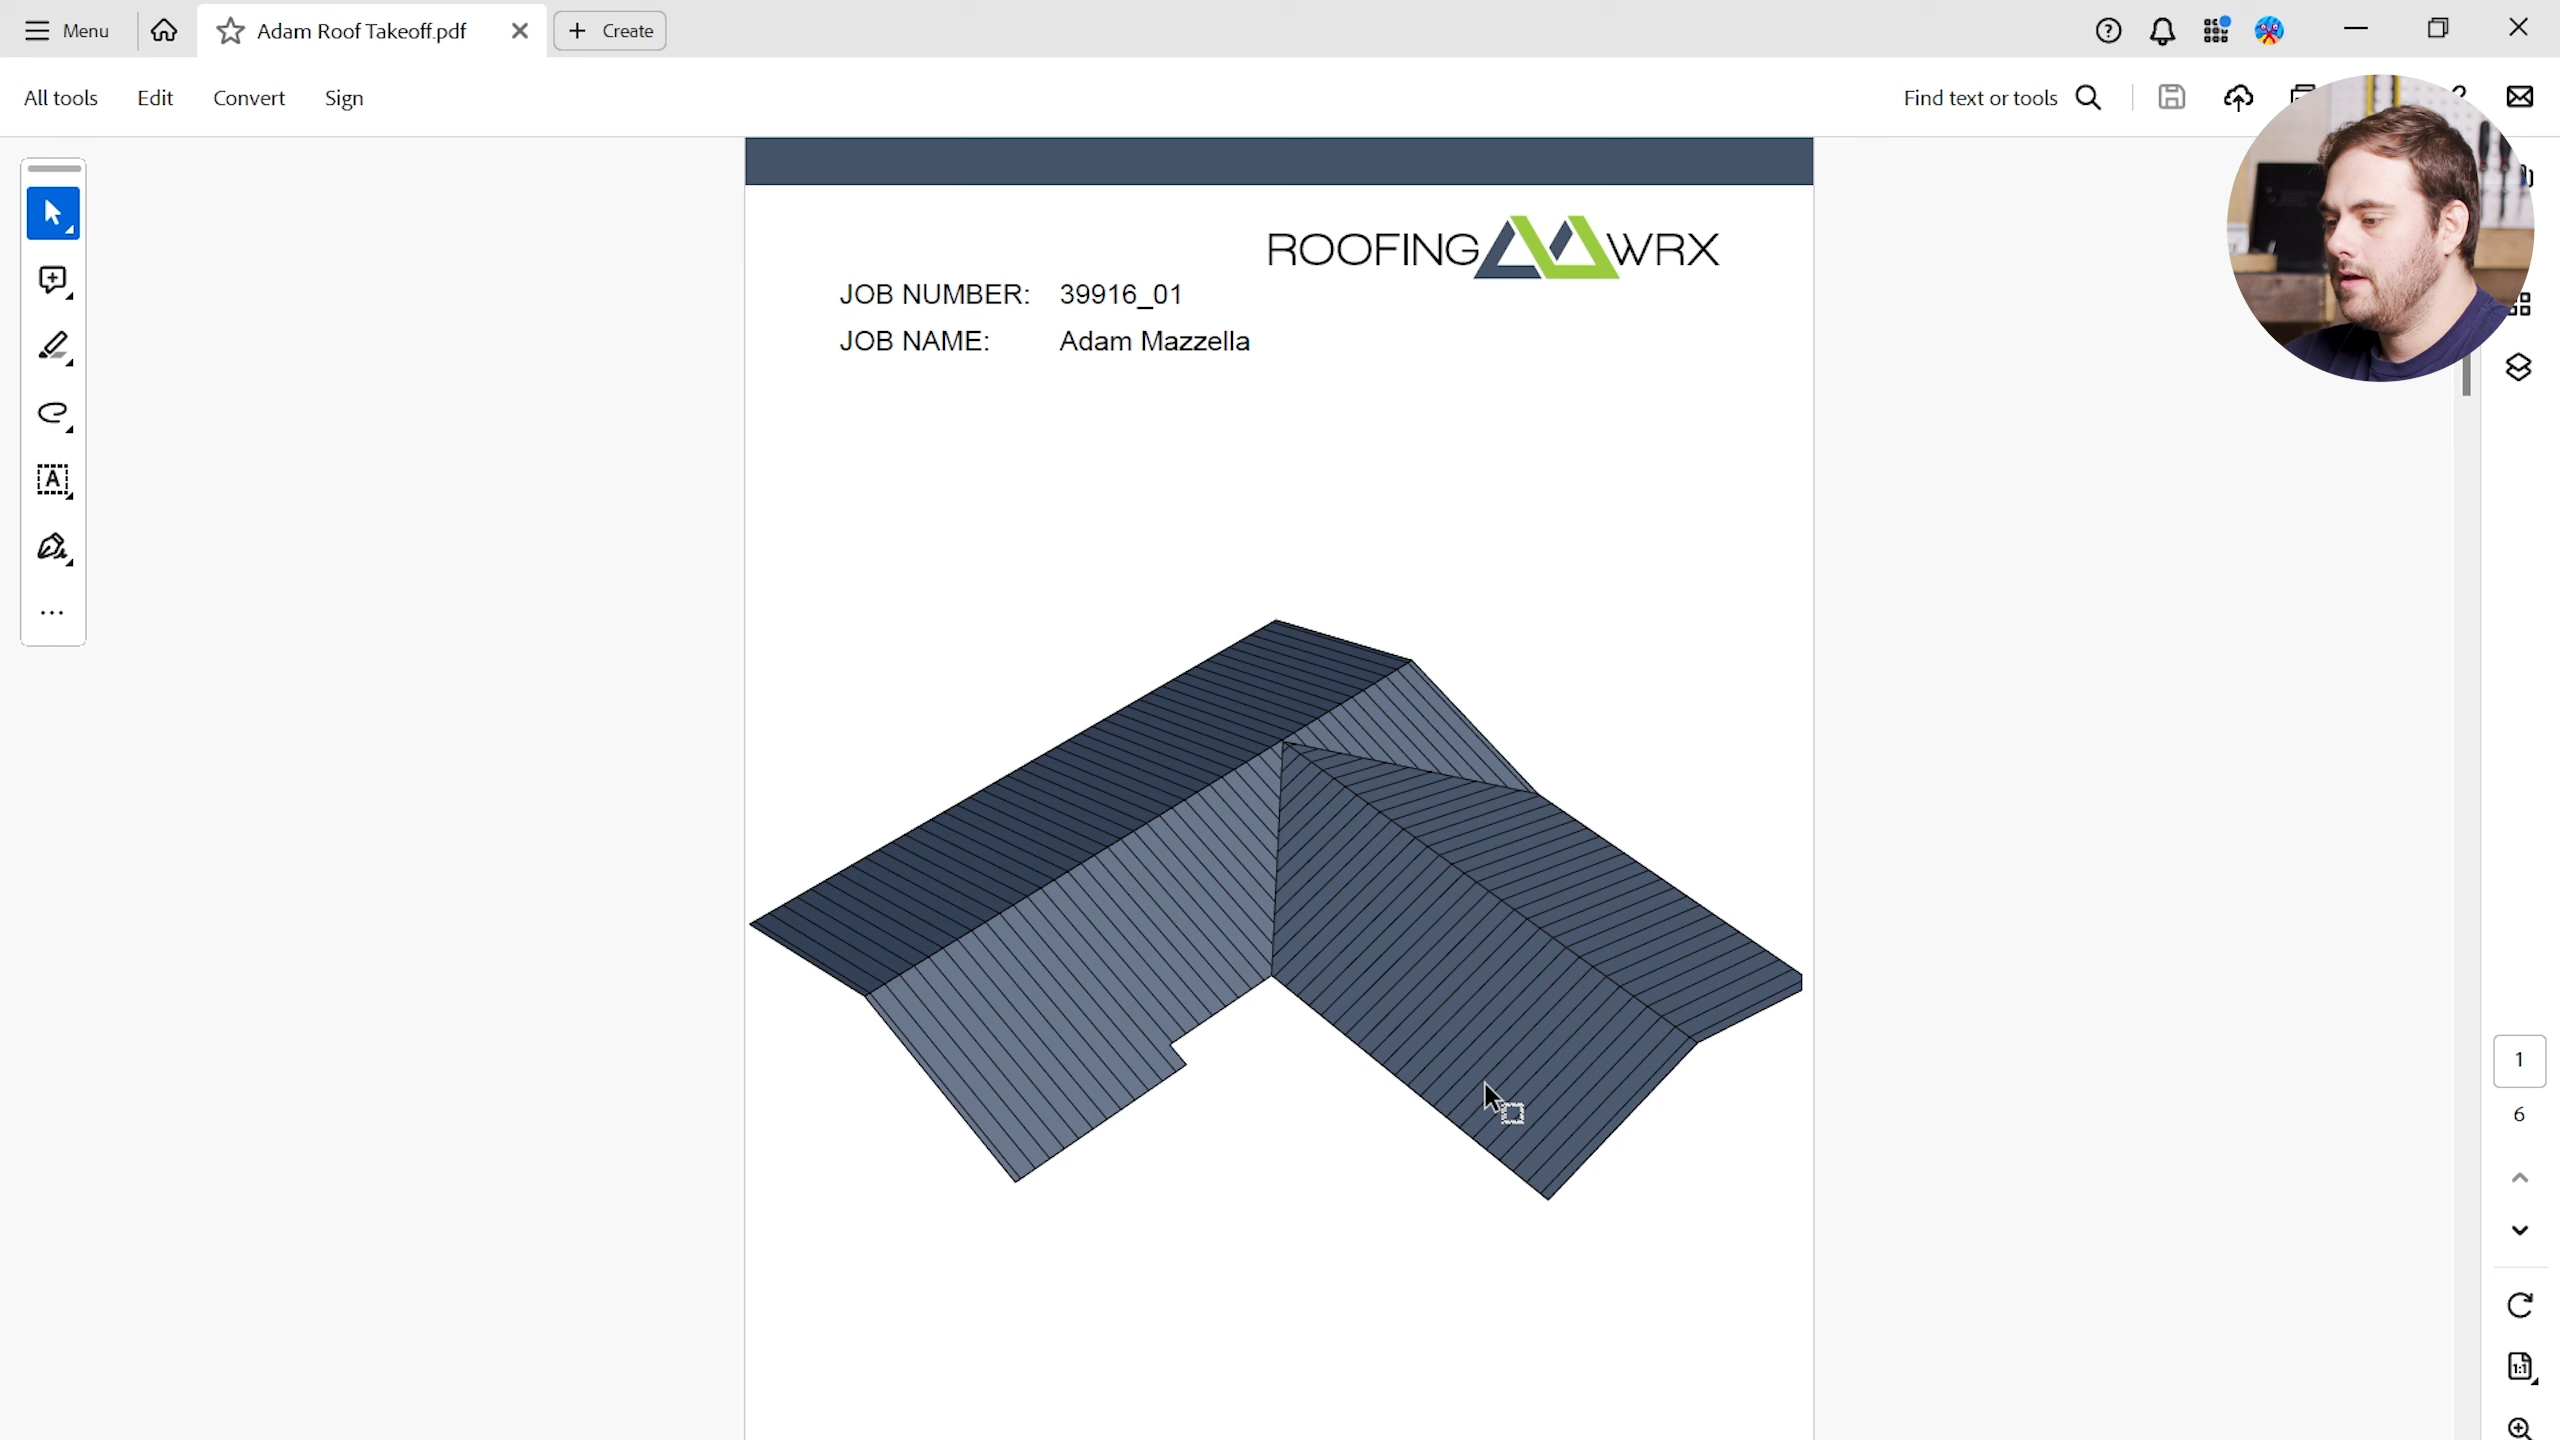 Menu
Adam Roof Takeoff.pdf
Create
All tools
Edit
Convert
Sign
Find text or tools
ROOFING WRX
JOB NUMBER: 39916_01
JOB NAME: Adam Mazzella
1
6